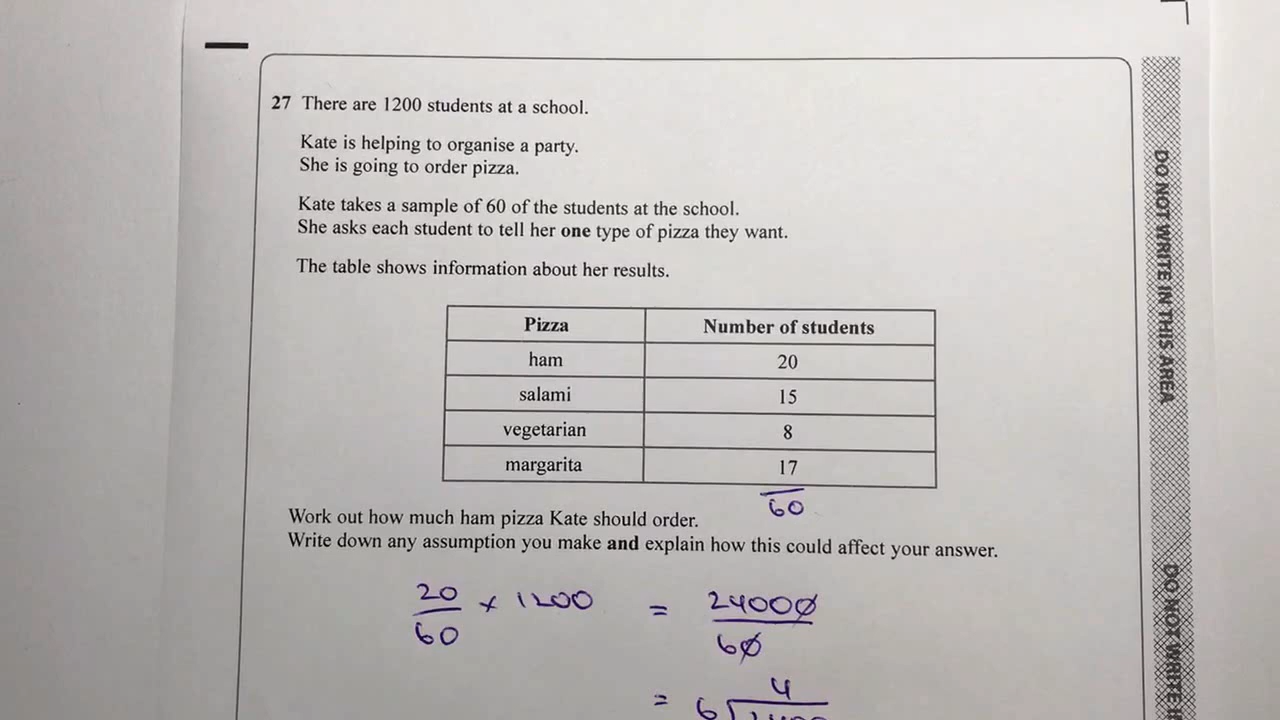 27 There are 1200 students at a school.
Kate is helping to organise a party.
She is going to order pizza.
Kate takes a sample of 60 of the students at the school.
She asks each student to tell her one type of pizza they want.
The table shows information about her results.
Pizza Number of students
ham 20
salami 15
vegetarian 8
margarita 17
60
Work out how much ham pizza Kate should order.
Write down any assumption you make and explain how this could affect your answer.
20/60 × 1200 = 24000/60
= 4
6
DO NOT WRITE IN THIS AREA
DO NOT WRITE